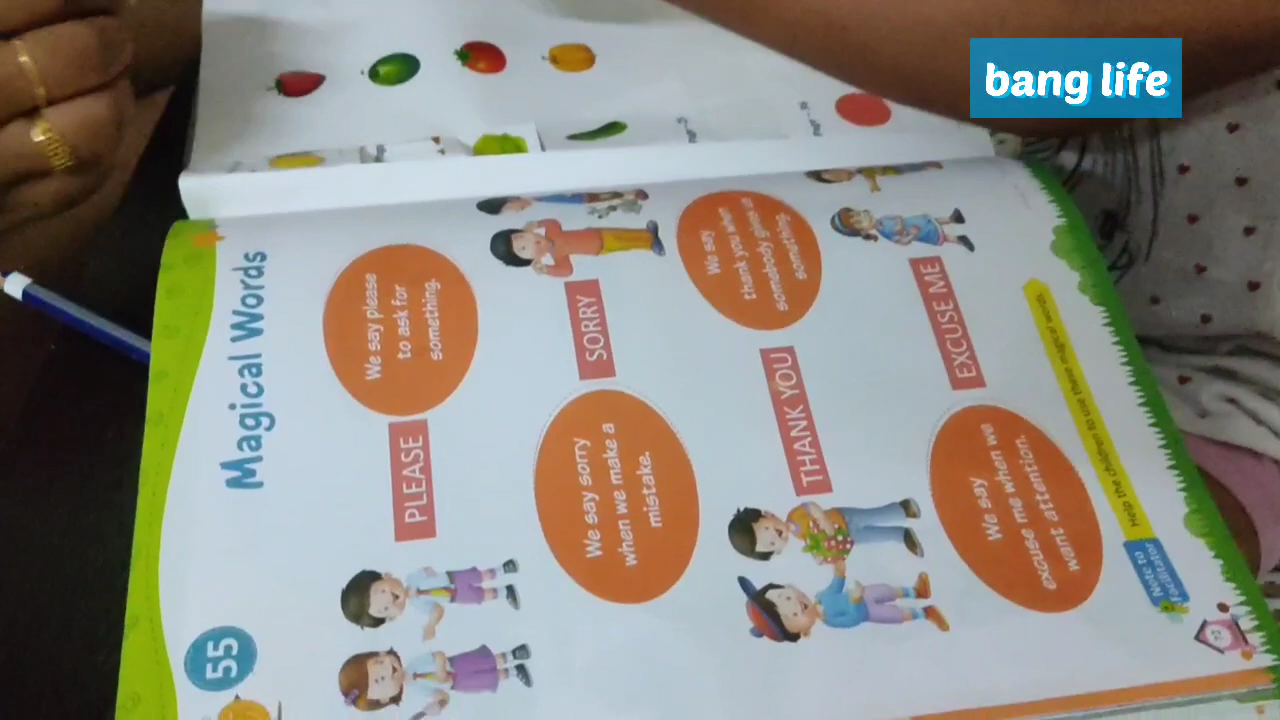 bang life
55
Magical Words
PLEASE
We say please
to ask for
something.
We say sorry
when we make a
mistake.
SORRY
THANK YOU
We say
thank you when
somebody gives us
something.
We say
excuse me when we
want attention.
EXCUSE ME
Note to
Facilitator
Help the children to use these magical words.